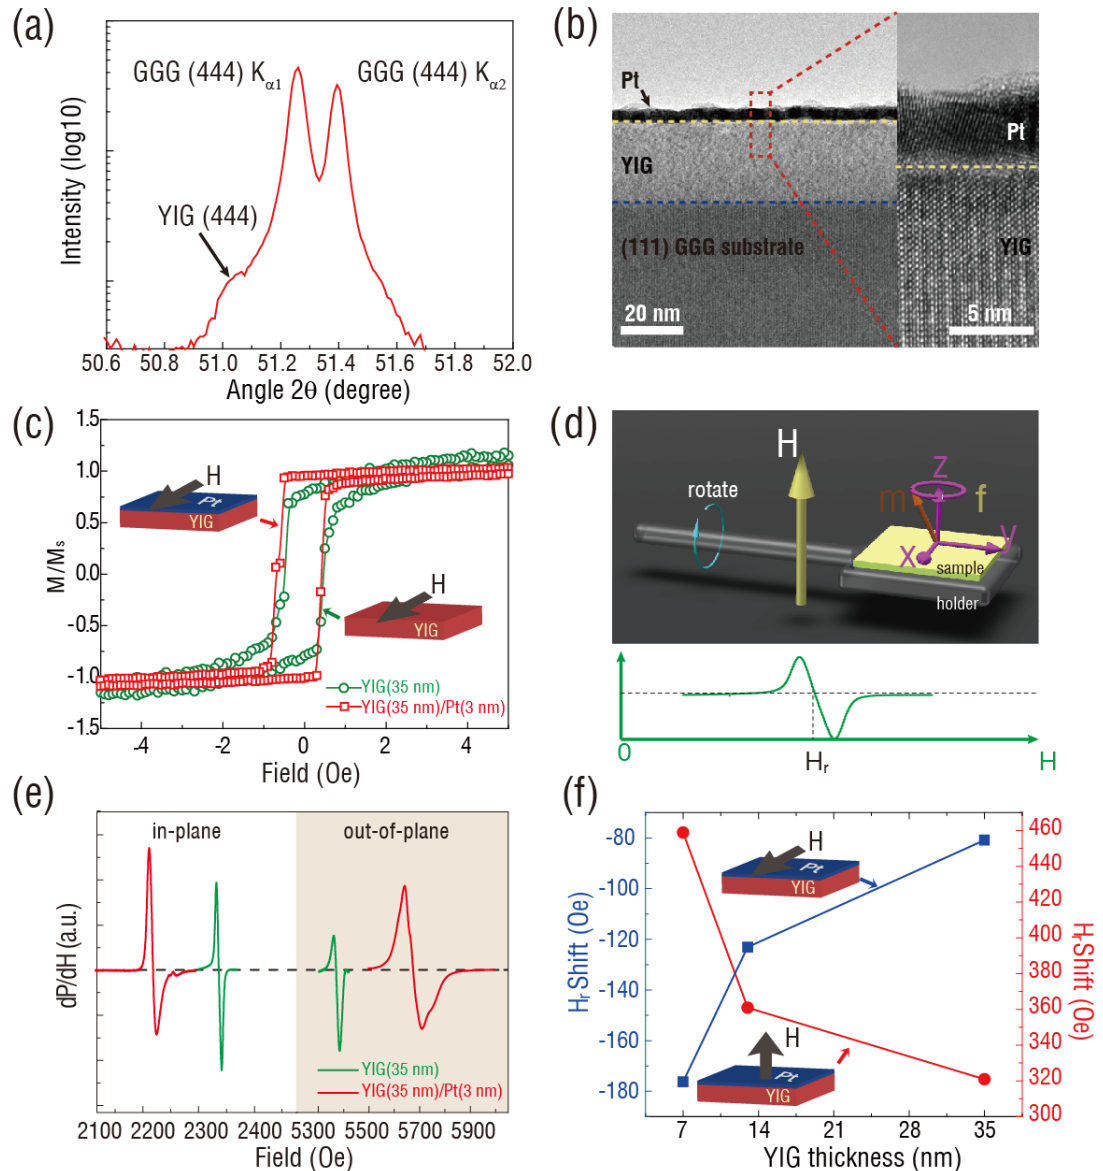 (a)
GGG (444) Kα1
GGG (444) Kα2
YIG (444)
Intensity (log10)
50.6 50.8 51.0 51.2 51.4 51.6 51.8 52.0
Angle 2θ (degree)
(b)
Pt
YIG
(111) GGG substrate
20 nm
Pt
YIG
5 nm
(c)
1.5
1.0
0.5
0.0
-0.5
-1.0
-1.5
M/Ms
H
Pt
YIG
H
YIG
YIG(35 nm)
YIG(35 nm)/Pt(3 nm)
-4 -2 0 2 4
Field (Oe)
(d)
H
rotate
z
m
f
y
x
sample
holder
0
Hr
H
(e)
in-plane
out-of-plane
dP/dH (a.u.)
YIG(35 nm)
YIG(35 nm)/Pt(3 nm)
2100 2200 2300 2400 5300 5500 5700 5900
Field (Oe)
(f)
-80
-100
-120
-140
-160
-180
Hr Shift (Oe)
H
Pt
YIG
H
Pt
YIG
460
440
420
400
380
360
340
320
300
Hr Shift (Oe)
7 14 21 28 35
YIG thickness (nm)